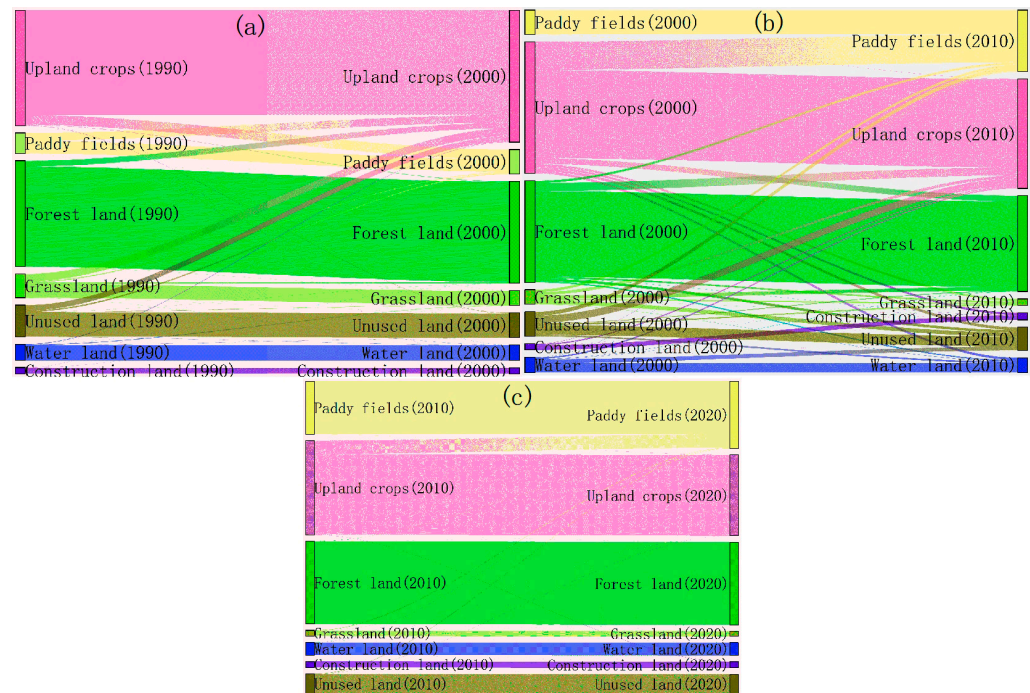 (a)
Upland crops(1990)
Upland crops(2000)
Paddy fields(1990)
Paddy fields(2000)
Forest land(1990)
Forest land(2000)
Grassland(1990)
Grassland(2000)
Unused land(1990)
Unused land(2000)
Water land(1990)
Water land(2000)
Construction land(1990)
Construction land(2000)
(b)
Paddy fields(2000)
Paddy fields(2010)
Upland crops(2000)
Upland crops(2010)
Forest land(2000)
Forest land(2010)
Grassland(2000)
Grassland(2010)
Construction land(2010)
Unused land(2000)
Unused land(2010)
Construction land(2000)
Water land(2000)
Water land(2010)
(c)
Paddy fields(2010)
Paddy fields(2020)
Upland crops(2010)
Upland crops(2020)
Forest land(2010)
Forest land(2020)
Grassland(2010)
Grassland(2020)
Water land(2010)
Water land(2020)
Construction land(2010)
Construction land(2020)
Unused land(2010)
Unused land(2020)